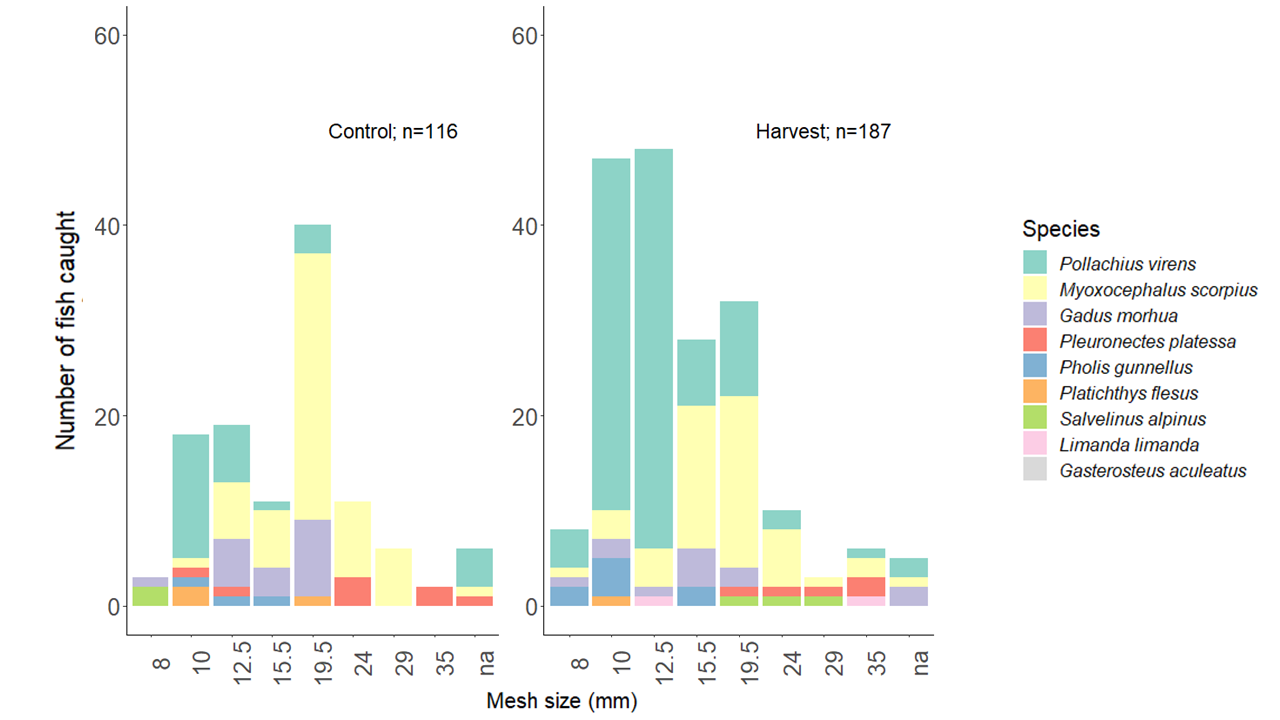 Number of fish caught
60
40
20
0
Control; n=116
8
10
12.5
15.5
19.5
24
29
35
na
60
40
20
0
Harvest; n=187
8
10
12.5
15.5
19.5
24
29
35
na
Mesh size (mm)
Species
Pollachius virens
Myoxocephalus scorpius
Gadus morhua
Pleuronectes platessa
Pholis gunnellus
Platichthys flesus
Salvelinus alpinus
Limanda limanda
Gasterosteus aculeatus